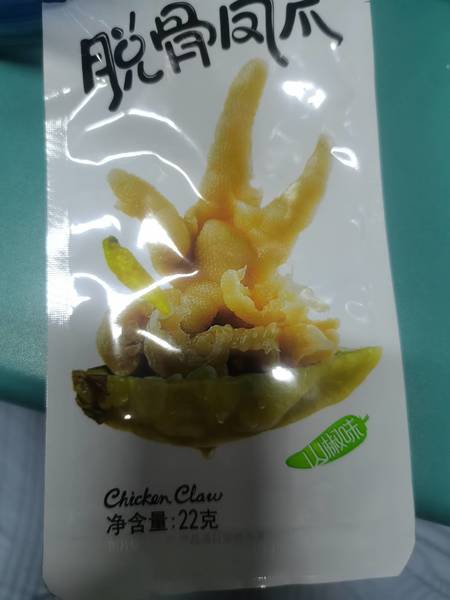 脱骨凤爪
山椒味
Chicken Claw
净含量:22克